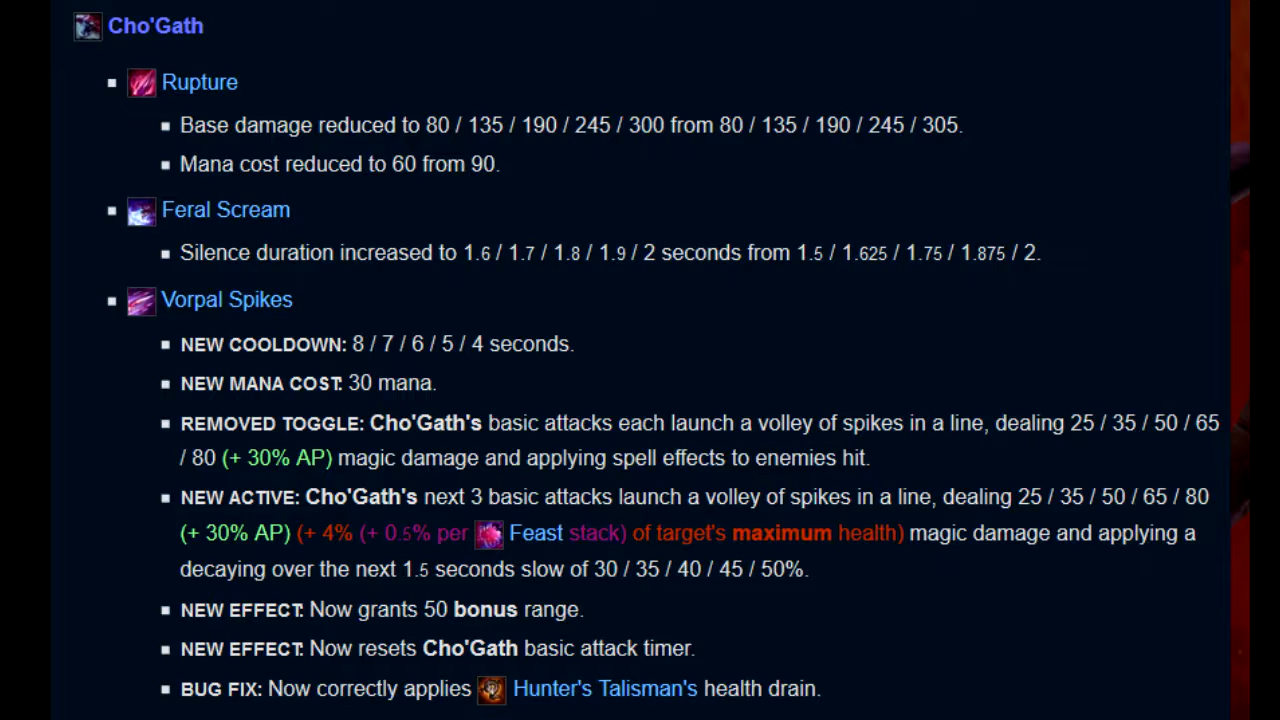 Cho'Gath
Rupture
Base damage reduced to 80 / 135 / 190 / 245 / 300 from 80 / 135 / 190 / 245 / 305.
Mana cost reduced to 60 from 90.
Feral Scream
Silence duration increased to 1.6 / 1.7 / 1.8 / 1.9 / 2 seconds from 1.5 / 1.625 / 1.75 / 1.875 / 2.
Vorpal Spikes
NEW COOLDOWN: 8 / 7 / 6 / 5 / 4 seconds.
NEW MANA COST: 30 mana.
REMOVED TOGGLE: Cho'Gath's basic attacks each launch a volley of spikes in a line, dealing 25 / 35 / 50 / 65
/ 80 (+ 30% AP) magic damage and applying spell effects to enemies hit.
NEW ACTIVE: Cho'Gath's next 3 basic attacks launch a volley of spikes in a line, dealing 25 / 35 / 50 / 65 / 80
(+ 30% AP) (+ 4% (+ 0.5% per Feast stack) of target's maximum health) magic damage and applying a
decaying over the next 1.5 seconds slow of 30 / 35 / 40 / 45 / 50%.
NEW EFFECT: Now grants 50 bonus range.
NEW EFFECT: Now resets Cho'Gath basic attack timer.
BUG FIX: Now correctly applies Hunter's Talisman's health drain.